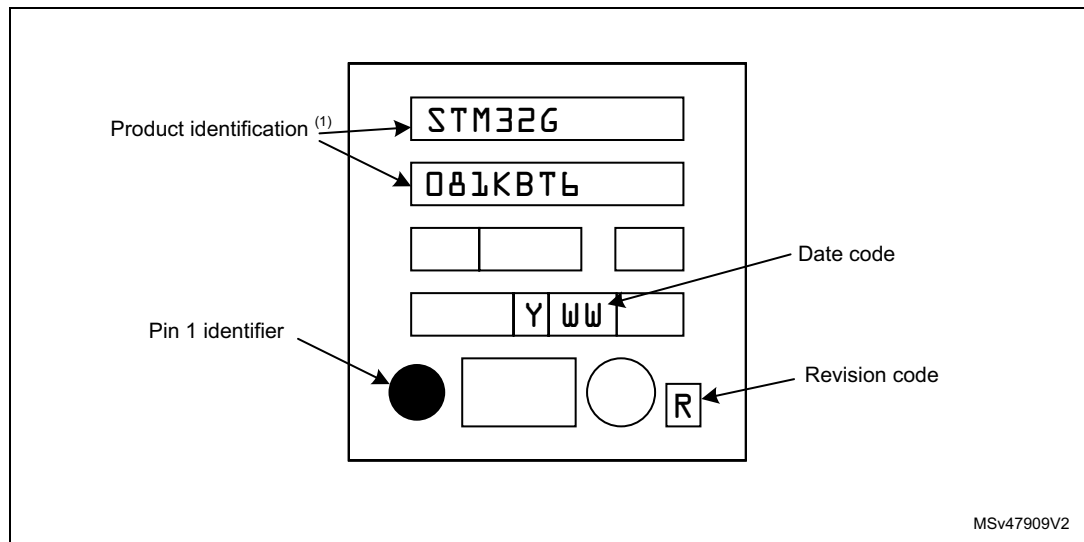 STM32G
Product identification (1)
081KBT6
Date code
Y WW
Pin 1 identifier
Revision code
R
MSv47909V2